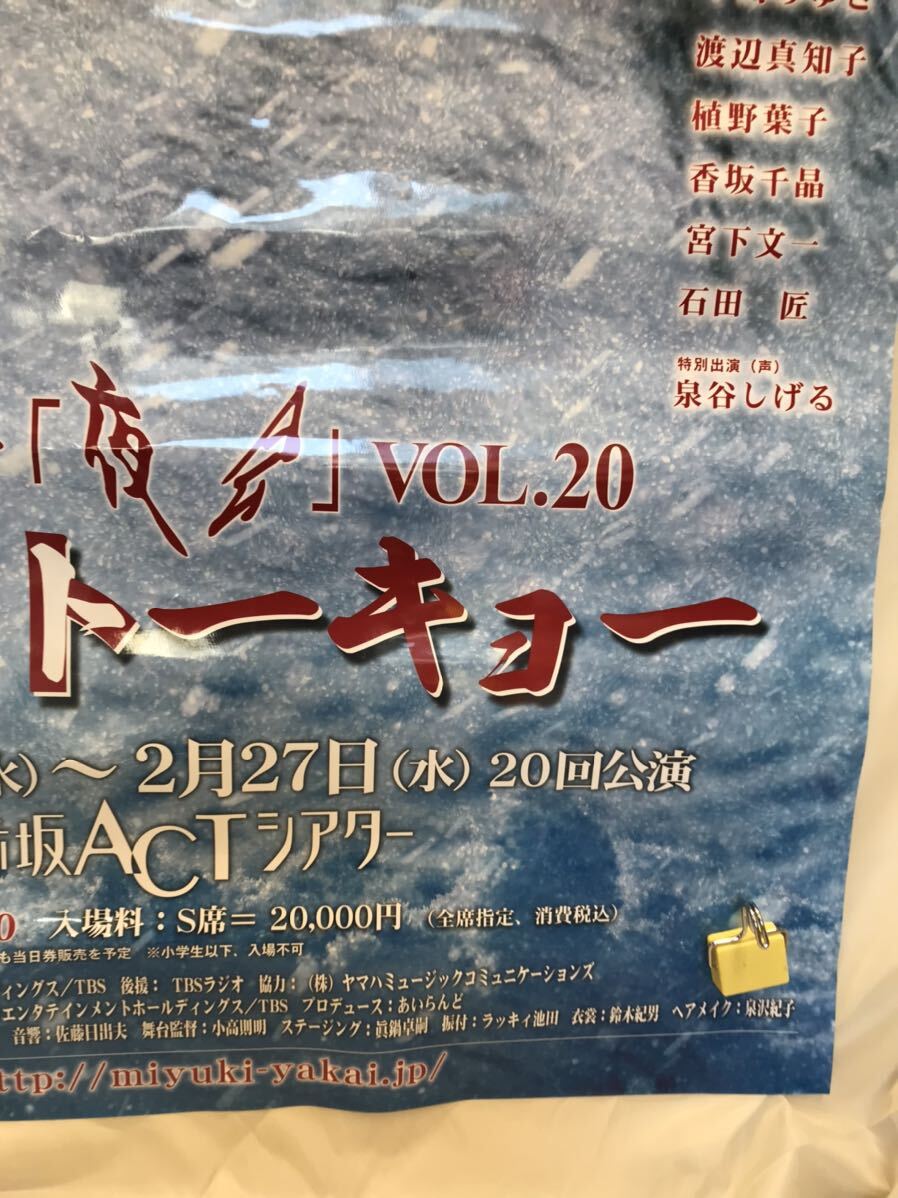 渡辺真知子
植野葉子
香坂千晶
宮下文一
石田 匠
特別出演（声）
泉谷しげる
「夜会」VOL.20
トーキョー
～2月27日(水) 20回公演
坂ACTシアター
0 入場料：S席＝20,000円 （全席指定、消費税込）
も当日券販売を予定 ※小学生以下、入場不可
ィングス／TBS 後援： TBSラジオ 協力：（株）ヤマハミュージックコミュニケーションズ
エンタテインメントホールディングス／TBS プロデュース：あいらんど
音響：佐藤日出夫 舞台監督：小高則明 ステージング：眞鍋卓嗣 振付：ラッキィ池田 衣裳：鈴木紀男 ヘアメイク：泉沢紀子
ttp://miyuki-yakai.jp/